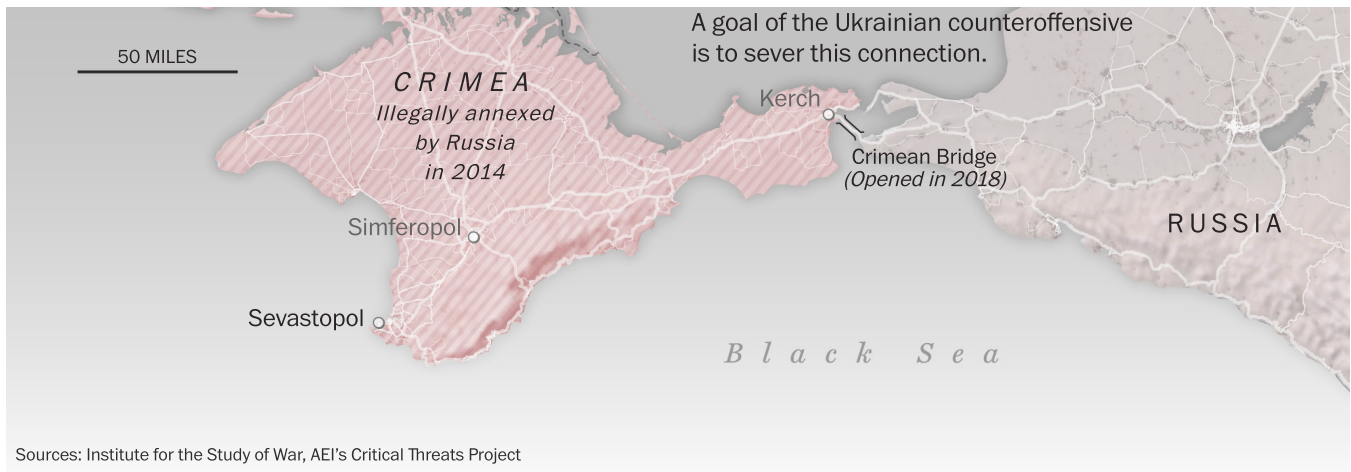 A goal of the Ukrainian counteroffensive
is to sever this connection.
50 MILES
CRIMEA
Illegally annexed
by Russia
in 2014
Kerch
Crimean Bridge
(Opened in 2018)
RUSSIA
Simferopol
Sevastopol
Black Sea
Sources: Institute for the Study of War, AEI’s Critical Threats Project